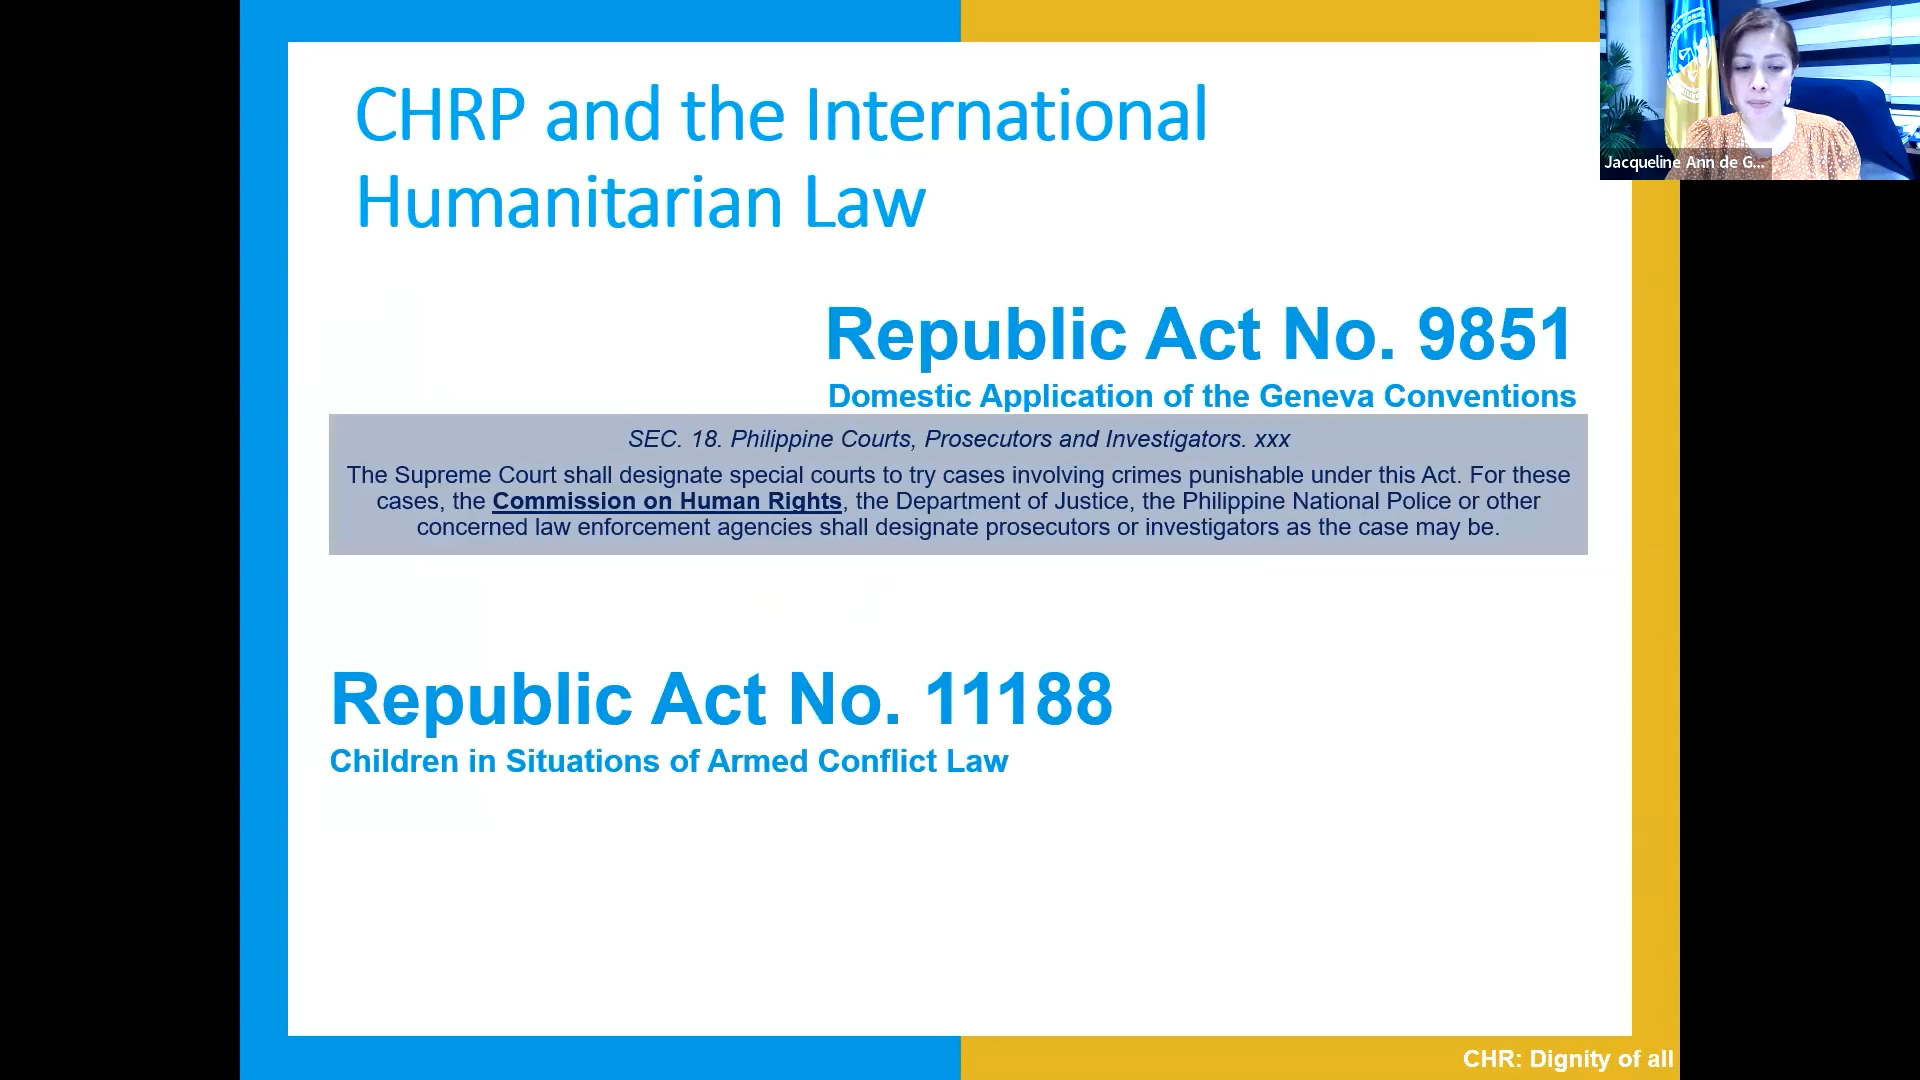 CHRP and the International
Humanitarian Law
Jacqueline Ann de G...
Republic Act No. 9851
Domestic Application of the Geneva Conventions
SEC. 18. Philippine Courts, Prosecutors and Investigators. xxx
The Supreme Court shall designate special courts to try cases involving crimes punishable under this Act. For these
cases, the Commission on Human Rights, the Department of Justice, the Philippine National Police or other
concerned law enforcement agencies shall designate prosecutors or investigators as the case may be.
Republic Act No. 11188
Children in Situations of Armed Conflict Law
CHR: Dignity of all